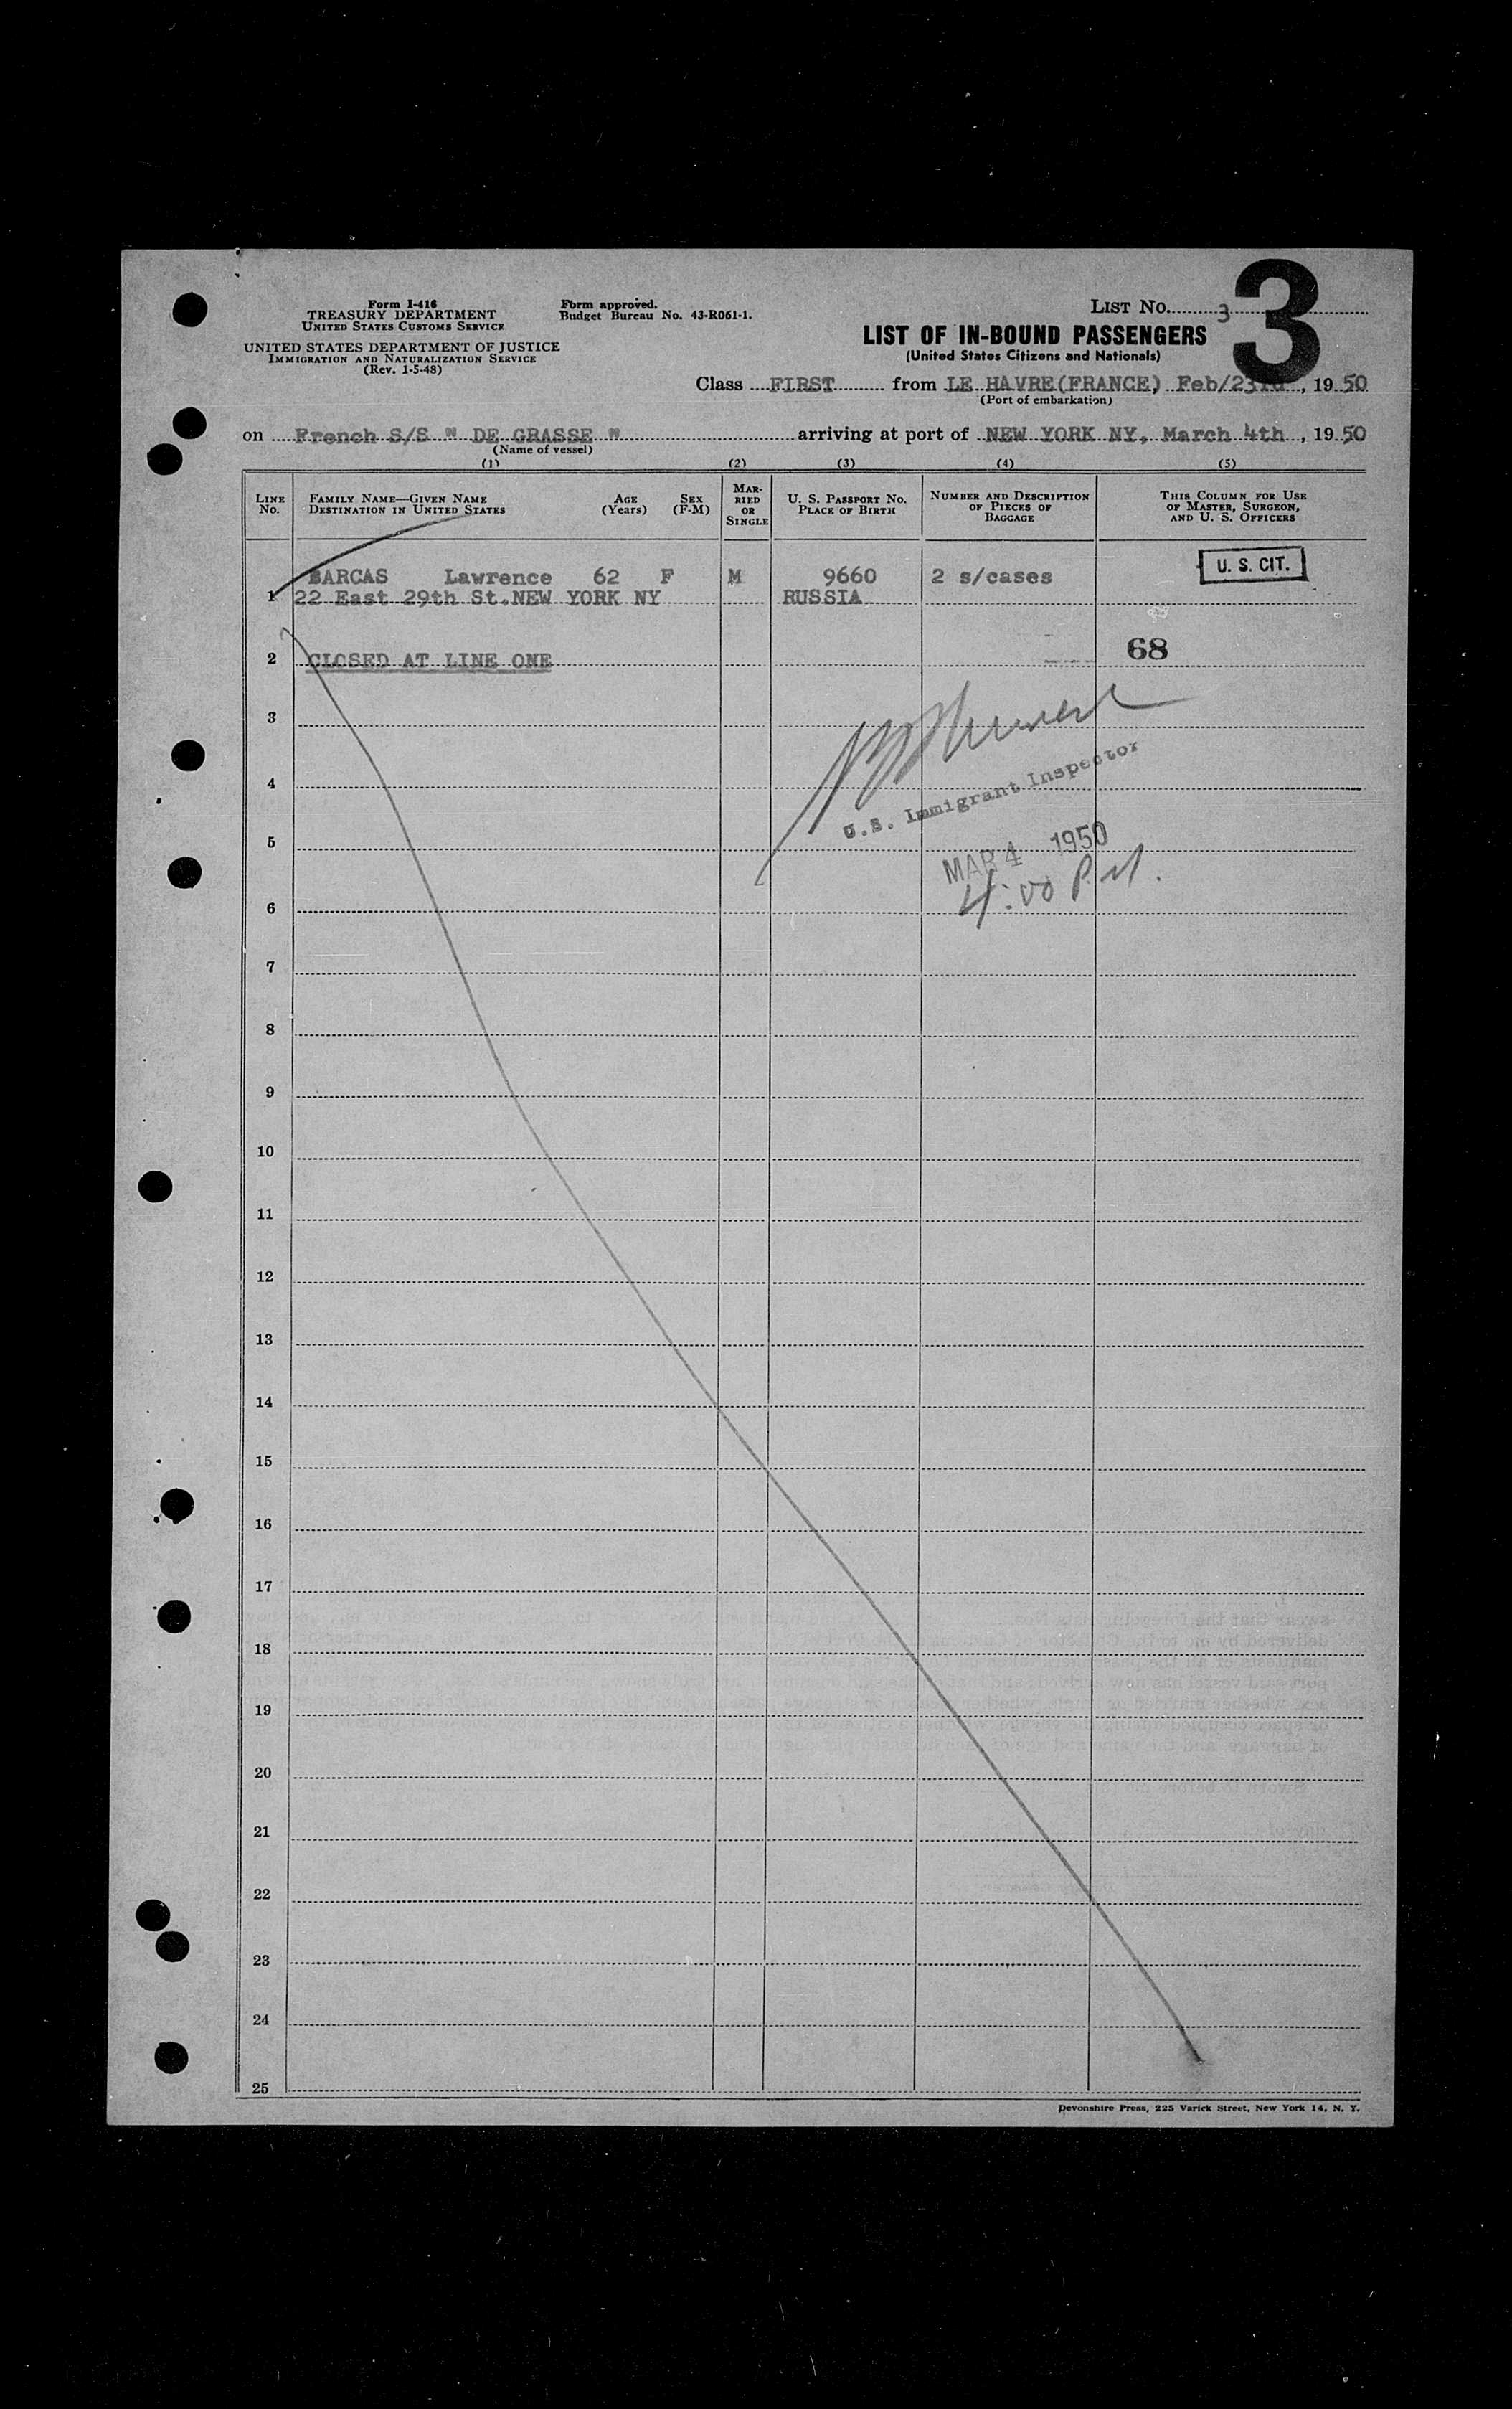 Form I-416
TREASURY DEPARTMENT
UNITED STATES CUSTOMS SERVICE
UNITED STATES DEPARTMENT OF JUSTICE
IMMIGRATION AND NATURALIZATION SERVICE
(Rev. 1-5-48)
Form approved.
Budget Bureau No. 43-R061-1.
LIST No. 3
3
LIST OF IN-BOUND PASSENGERS
(United States Citizens and Nationals)
Class FIRST from LE HAVRE(FRANCE) Feb/23rd, 1950
(Port of embarkation)
on French S/S " DE GRASSE " arriving at port of NEW YORK NY, March 4th, 1950
(Name of vessel)
(1) (2) (3) (4) (5)
LINE No.
FAMILY NAME—GIVEN NAME
DESTINATION IN UNITED STATES
AGE (Years)
SEX (F-M)
MARRIED OR SINGLE
U. S. PASSPORT No.
PLACE OF BIRTH
NUMBER AND DESCRIPTION OF PIECES OF BAGGAGE
THIS COLUMN FOR USE OF MASTER, SURGEON, AND U. S. OFFICERS
BARCAS Lawrence 62 F M 9660 2 s/cases U. S. CIT.
1 22 East 29th St.NEW YORK NY RUSSIA
68
2 CLOSED AT LINE ONE
3
4
U.S. Immigrant Inspector
5
MAR 4 1950
4:00 P.M.
6
7
8
9
10
11
12
13
14
15
16
17
18
19
20
21
22
23
24
25
Devonshire Press, 225 Varick Street, New York 14, N. Y.